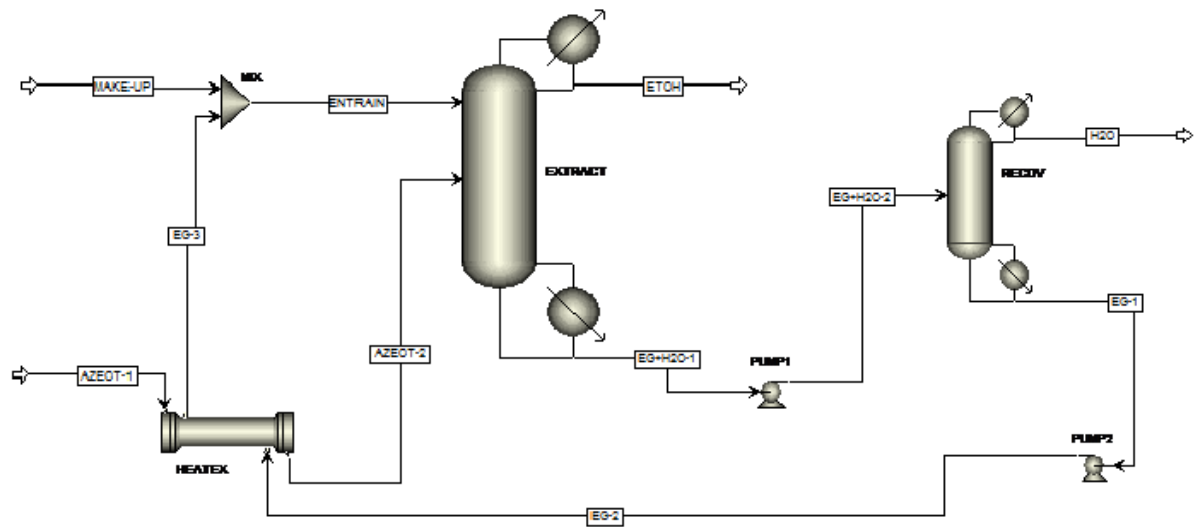 MAKE-UP
MIX
ENTRAIN
ETOH
EXTRACT
H2O
RECOV
EG+H2O-2
EG-3
EG-1
AZEOT-2
EG+H2O-1
PUMP1
AZEOT-1
HEATEX
PUMP2
EG-2